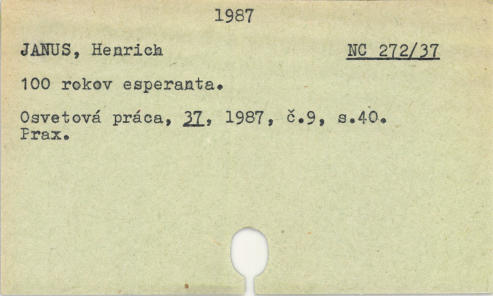 1987
JANUS, Henrich NC 272/37
100 rokov esperanta.
Osvetová práca, 37, 1987, č.9, s.40.
Prax.